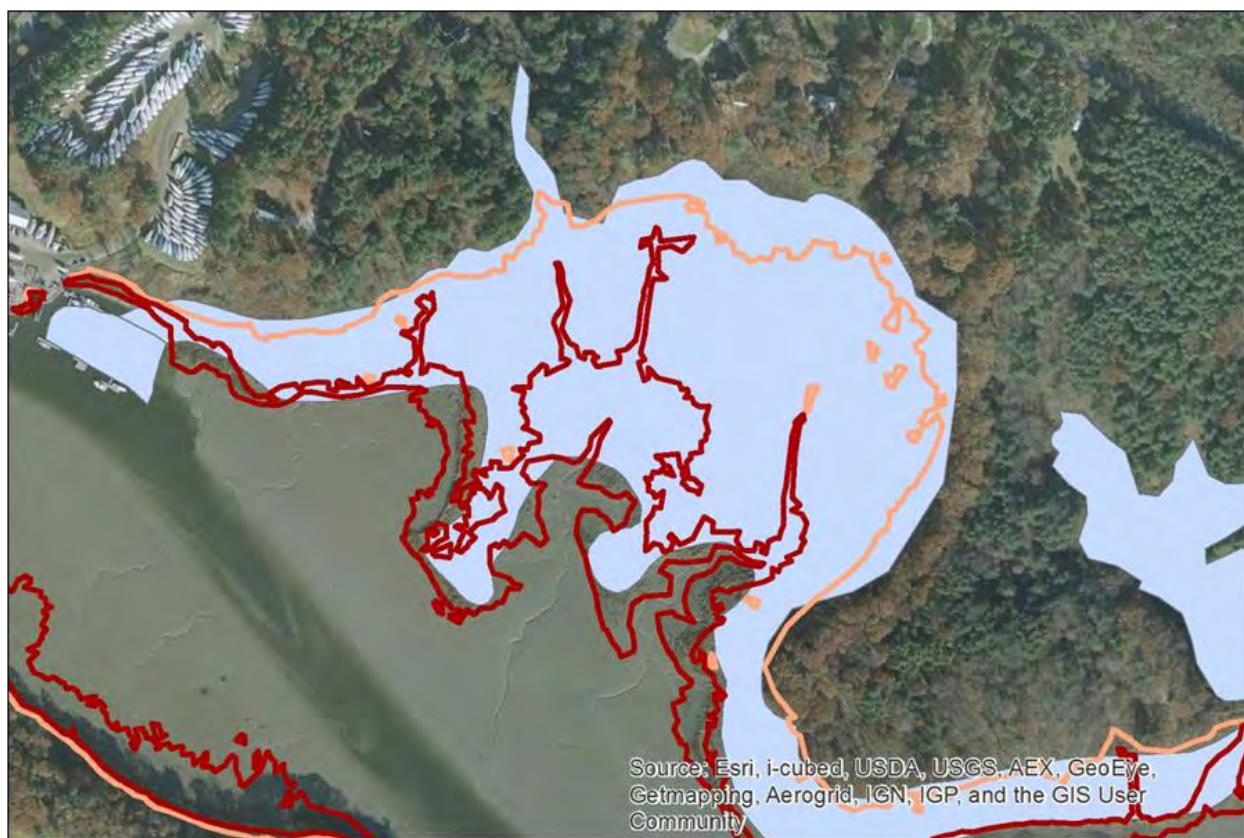 Source: Esri, i-cubed, USDA, USGS, AEX, GeoEye,
Getmapping, Aerogrid, IGN, IGP, and the GIS User
Community